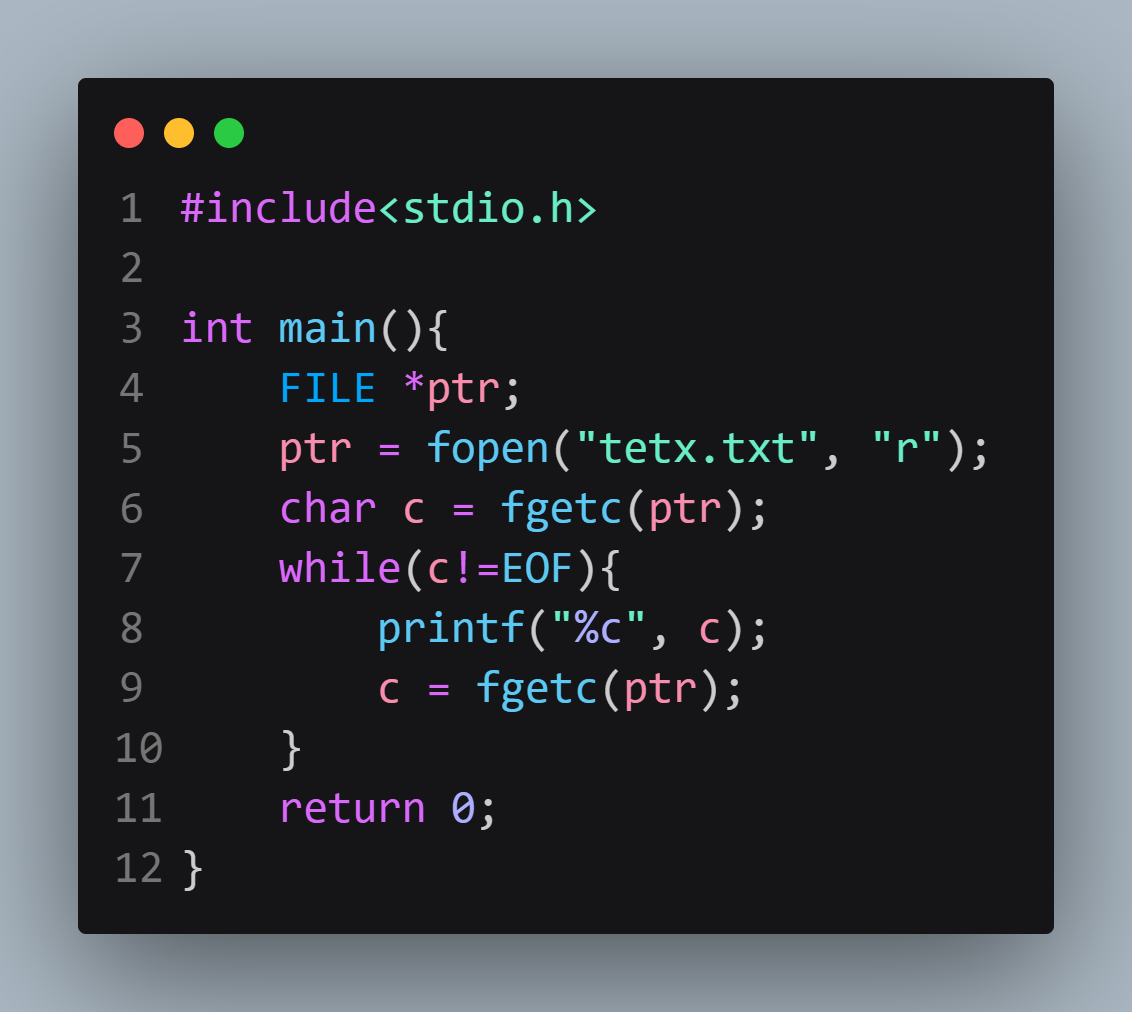 1 #include<stdio.h>
2
3 int main(){
4     FILE *ptr;
5     ptr = fopen("tetx.txt", "r");
6     char c = fgetc(ptr);
7     while(c!=EOF){
8         printf("%c", c);
9         c = fgetc(ptr);
10     }
11     return 0;
12 }